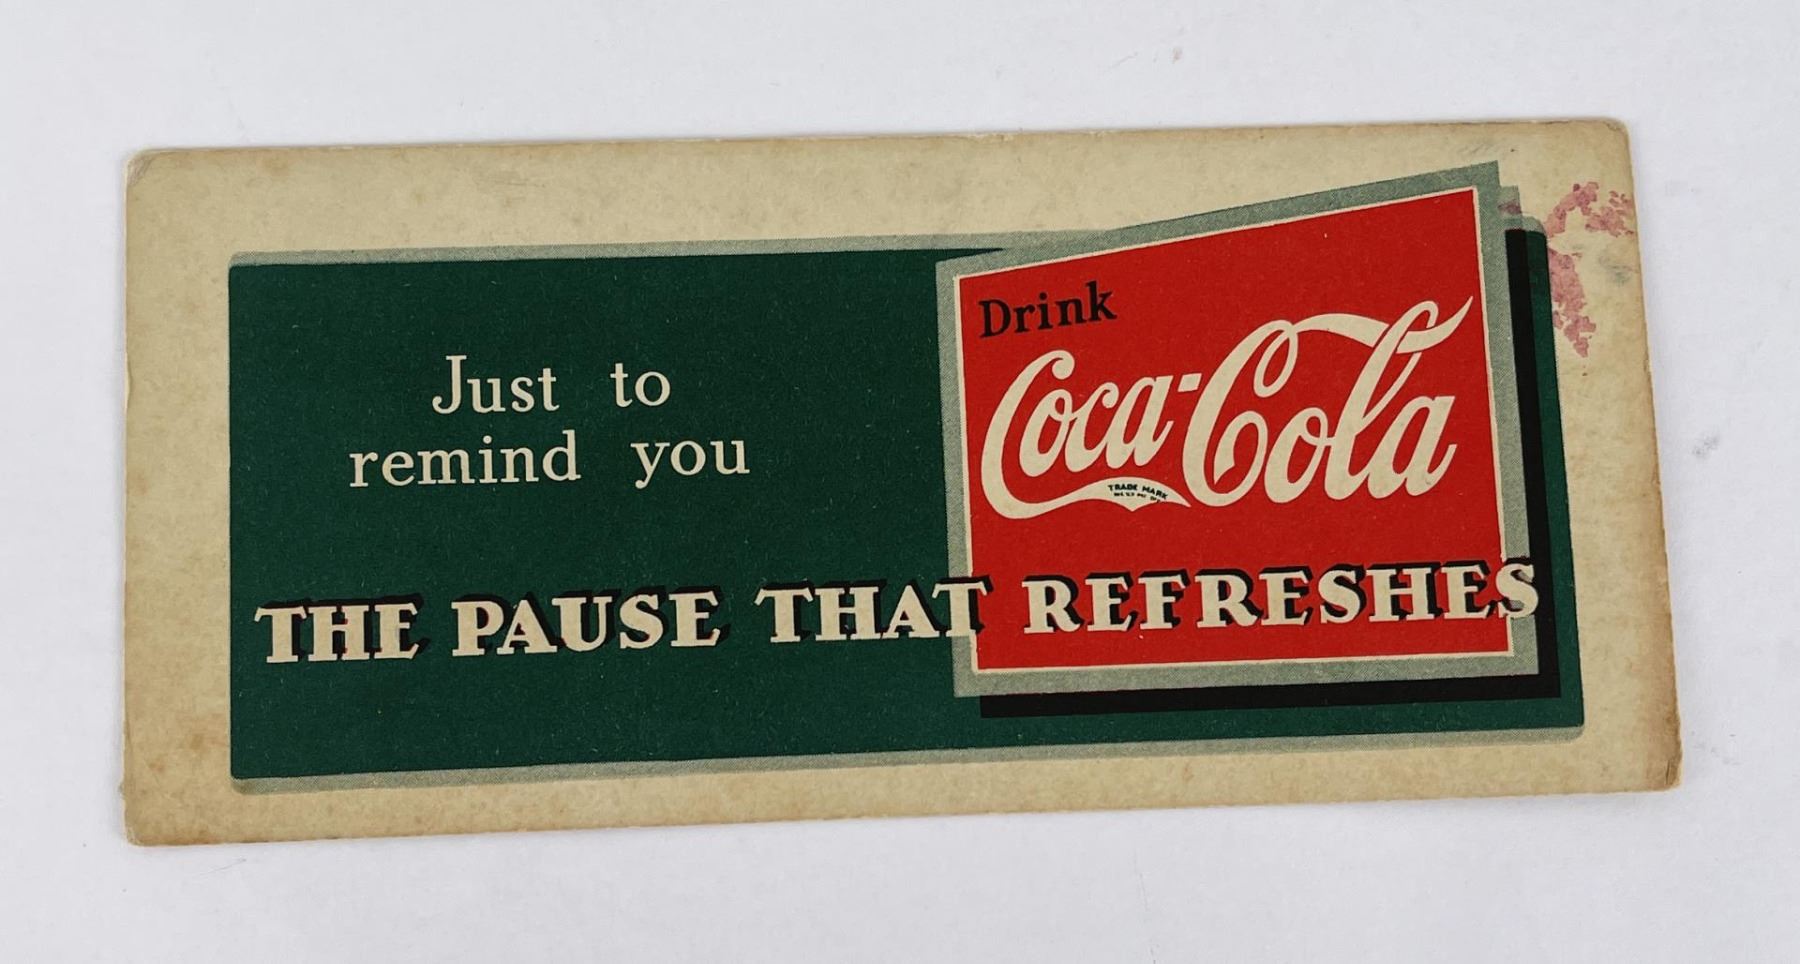 Just to
remind you
Drink
Coca-Cola
TRADE MARK
THE PAUSE THAT REFRESHES